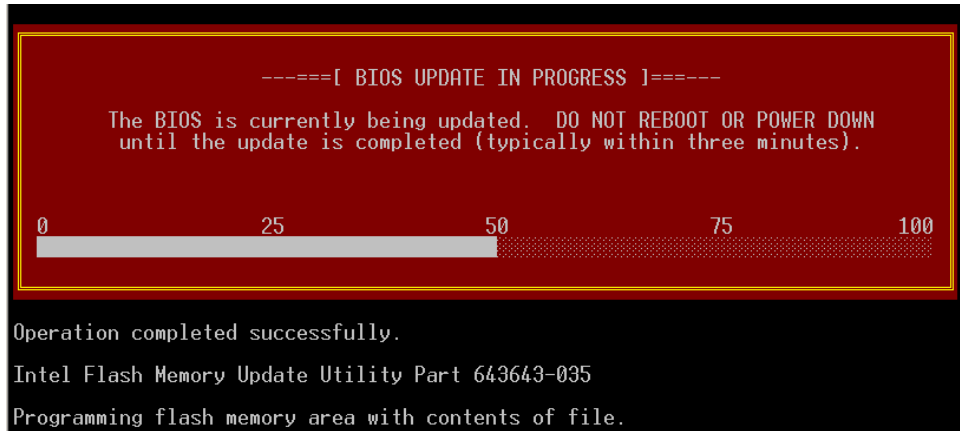 ---===[ BIOS UPDATE IN PROGRESS ]===---
The BIOS is currently being updated.  DO NOT REBOOT OR POWER DOWN
until the update is completed (typically within three minutes).
0 25 50 75 100
Operation completed successfully.
Intel Flash Memory Update Utility Part 643643-035
Programming flash memory area with contents of file.